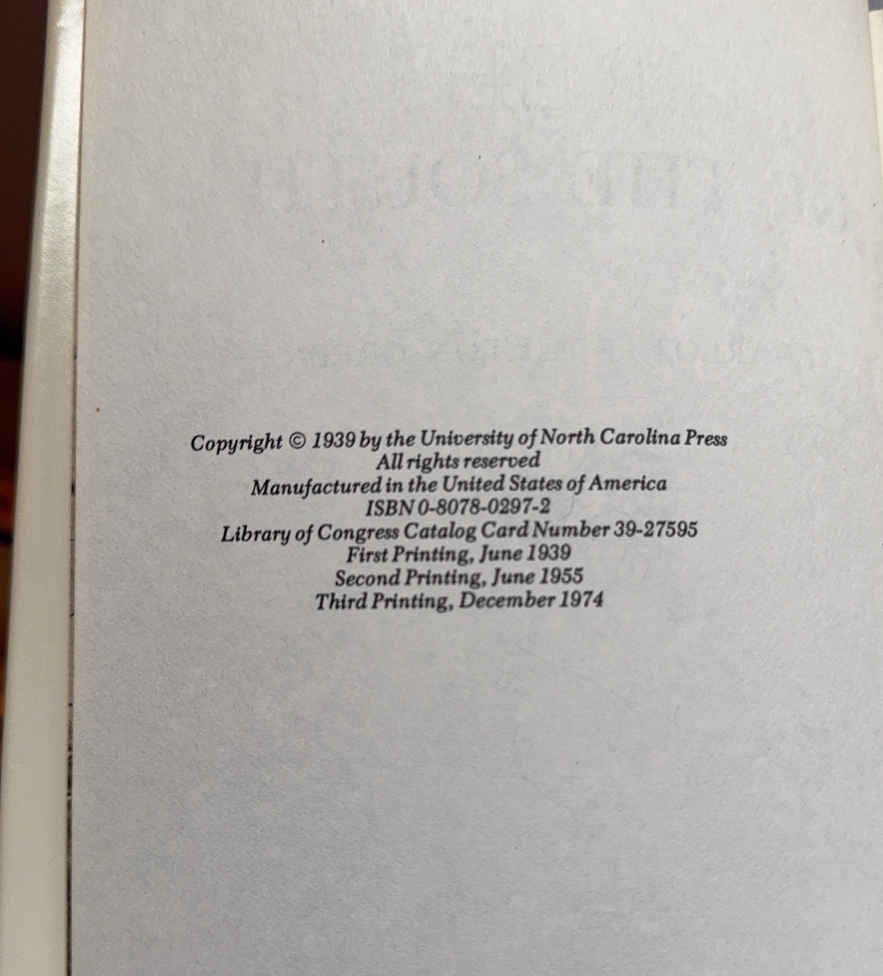 Copyright © 1939 by the University of North Carolina Press
All rights reserved
Manufactured in the United States of America
ISBN 0-8078-0297-2
Library of Congress Catalog Card Number 39-27595
First Printing, June 1939
Second Printing, June 1955
Third Printing, December 1974